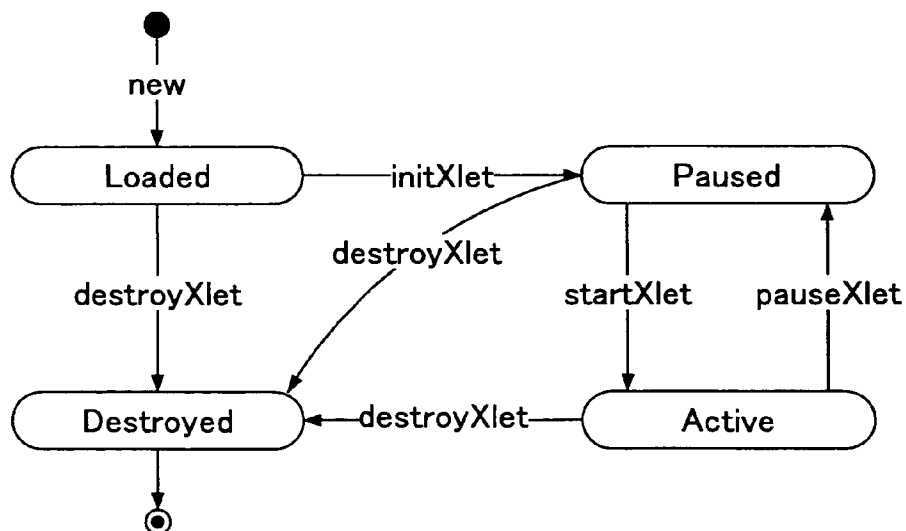 new
Loaded
initXlet
Paused
destroyXlet
destroyXlet
startXlet
pauseXlet
Destroyed
destroyXlet
Active